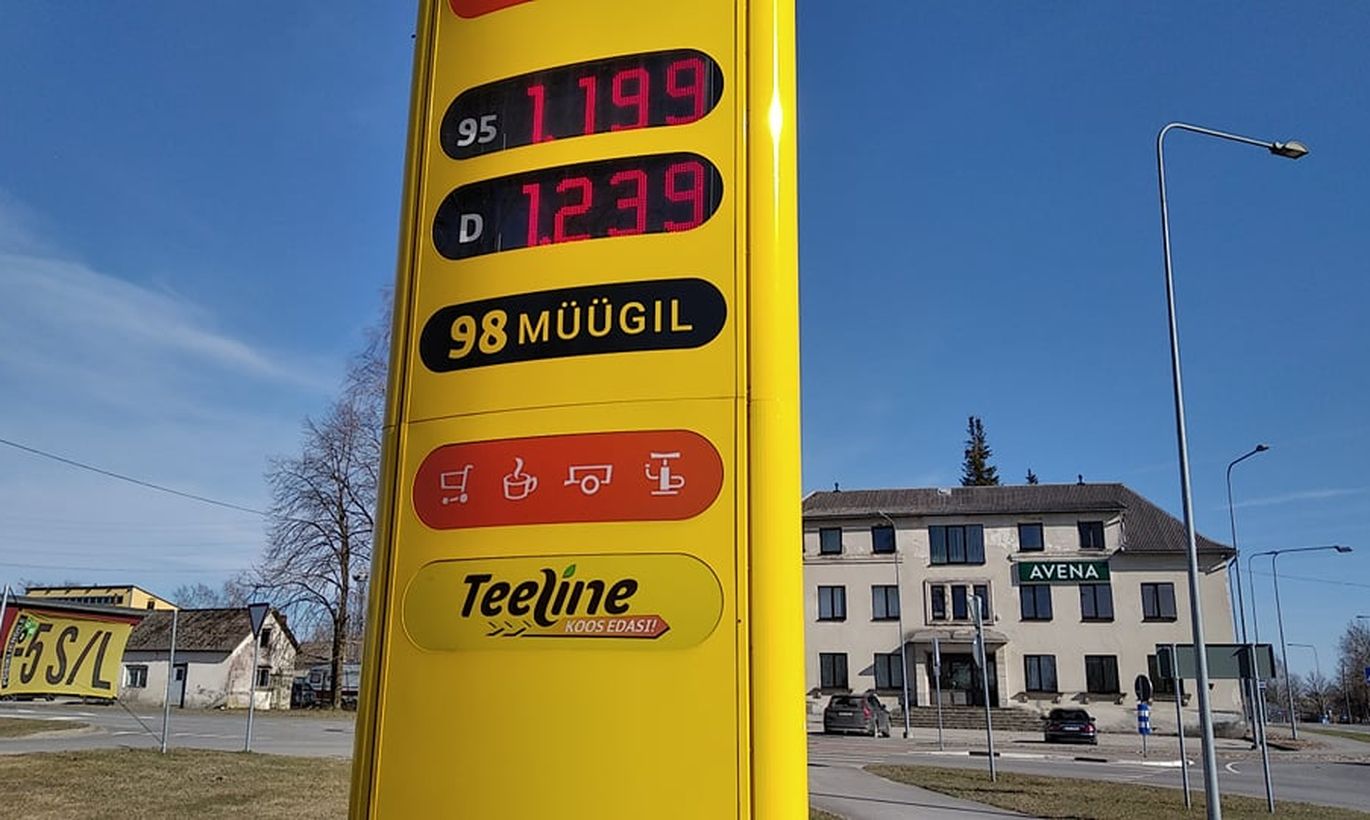 95 1.199
D 1.239
98 MÜÜGIL
Teeline
KOOS EDASI!
AVENA
-5 S/L